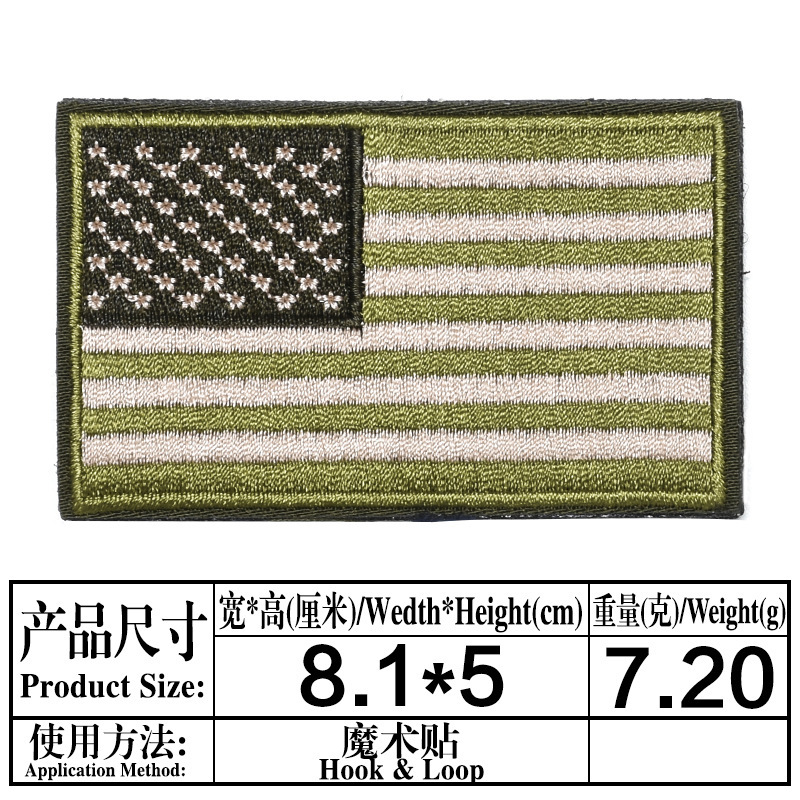 产品尺寸
Product Size:
宽*高(厘米)/Wedth*Height(cm)
重量(克)/Weight(g)
8.1*5
7.20
使用方法:
Application Method:
魔术贴
Hook & Loop